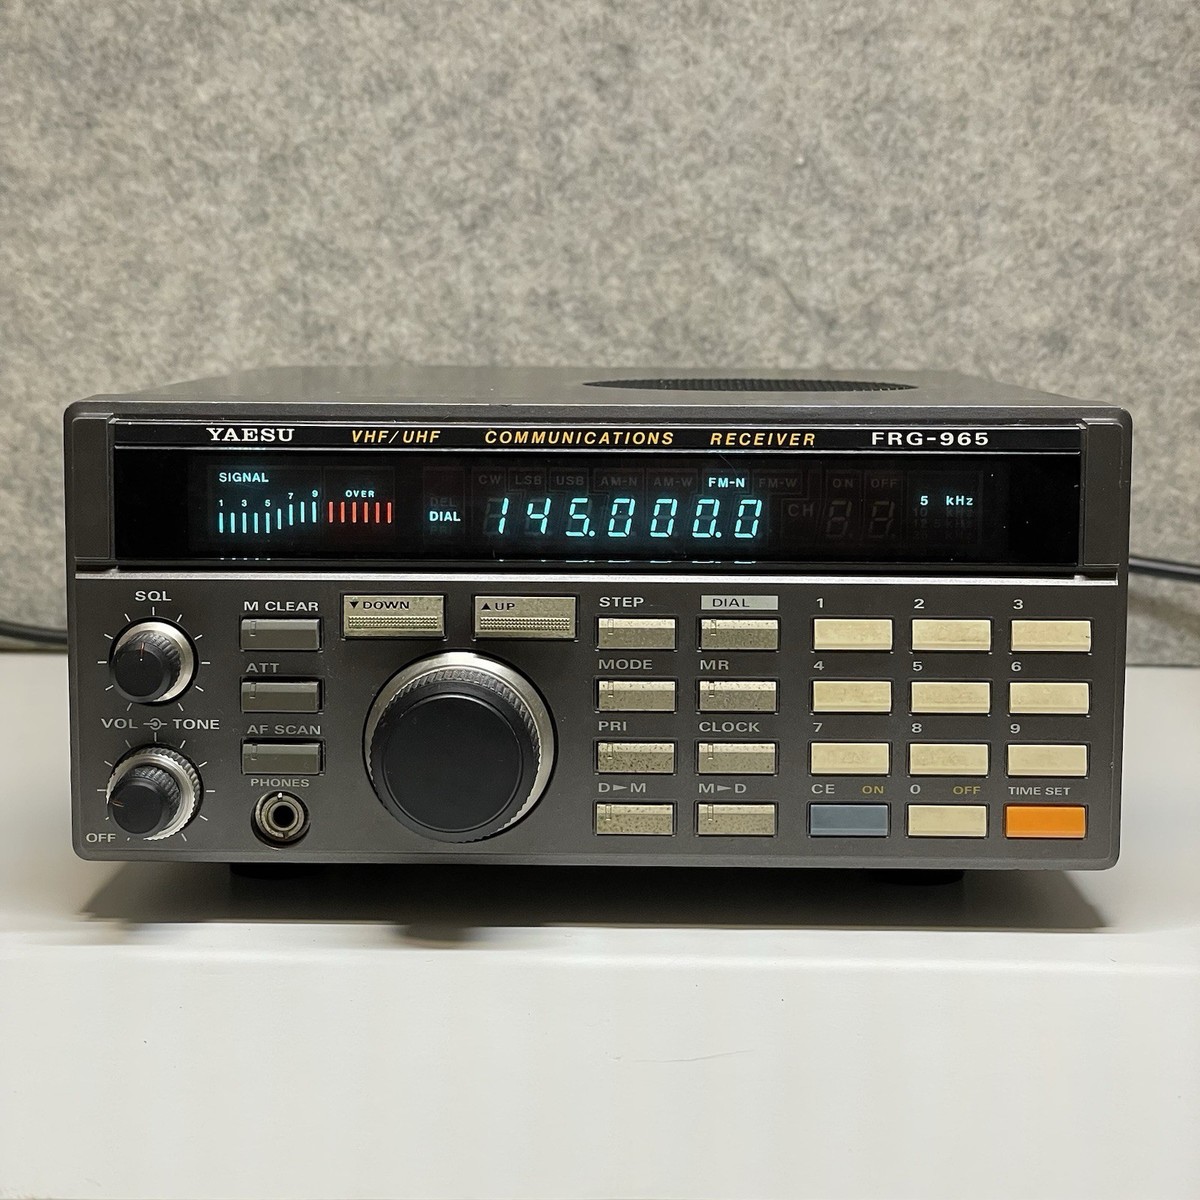 YAESU VHF/UHF COMMUNICATIONS RECEIVER FRG-965
SIGNAL
1 3 5 7 9 OVER
CW LSB USB AM-N AM-W FM-N FM-W ON OFF
DIAL 145.000.0 CH 5 kHz
SQL
M CLEAR
▼DOWN
▲UP
STEP
DIAL
1 2 3
ATT
MODE
MR
4 5 6
VOL TONE
AF SCAN
PRI
CLOCK
7 8 9
PHONES
D►M
M►D
CE ON 0 OFF TIME SET
OFF